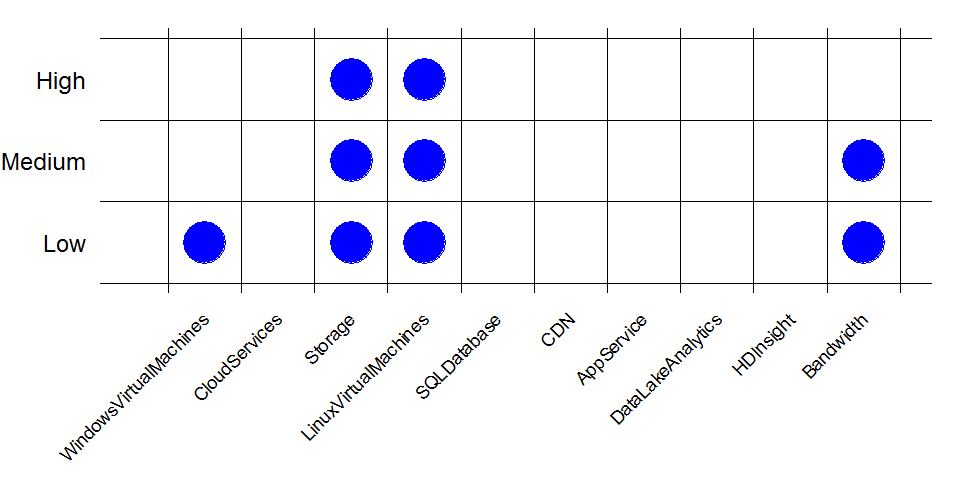 High
Medium
Low
WindowsVirtualMachines
CloudServices
Storage
LinuxVirtualMachines
SQLDatabase
CDN
AppService
DataLakeAnalytics
HDInsight
Bandwidth